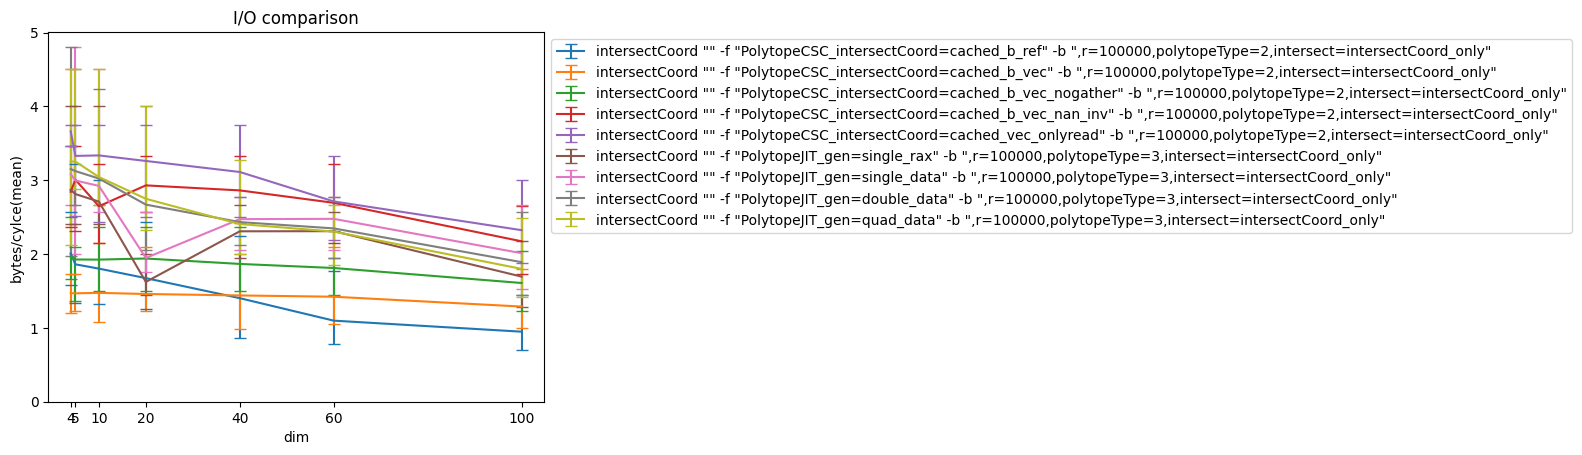 I/O comparison
bytes/cylce(mean)
5
4
3
2
1
0
4
5
10
20
40
60
100
dim
intersectCoord "" -f "PolytopeCSC_intersectCoord=cached_b_ref" -b ",r=100000,polytopeType=2,intersect=intersectCoord_only"
intersectCoord "" -f "PolytopeCSC_intersectCoord=cached_b_vec" -b ",r=100000,polytopeType=2,intersect=intersectCoord_only"
intersectCoord "" -f "PolytopeCSC_intersectCoord=cached_b_vec_nogather" -b ",r=100000,polytopeType=2,intersect=intersectCoord_only"
intersectCoord "" -f "PolytopeCSC_intersectCoord=cached_b_vec_nan_inv" -b ",r=100000,polytopeType=2,intersect=intersectCoord_only"
intersectCoord "" -f "PolytopeCSC_intersectCoord=cached_vec_onlyread" -b ",r=100000,polytopeType=2,intersect=intersectCoord_only"
intersectCoord "" -f "PolytopeJIT_gen=single_rax" -b ",r=100000,polytopeType=3,intersect=intersectCoord_only"
intersectCoord "" -f "PolytopeJIT_gen=single_data" -b ",r=100000,polytopeType=3,intersect=intersectCoord_only"
intersectCoord "" -f "PolytopeJIT_gen=double_data" -b ",r=100000,polytopeType=3,intersect=intersectCoord_only"
intersectCoord "" -f "PolytopeJIT_gen=quad_data" -b ",r=100000,polytopeType=3,intersect=intersectCoord_only"